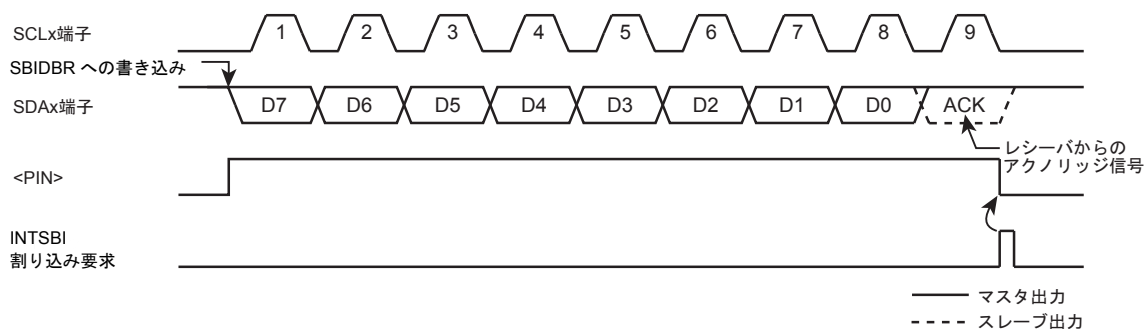 SCLx端子
1 2 3 4 5 6 7 8 9
SBIDBR への書き込み
SDAx端子
D7 D6 D5 D4 D3 D2 D1 D0 ACK
レシーバからの
アクノリッジ信号
<PIN>
INTSBI
割り込み要求
マスタ出力
スレーブ出力